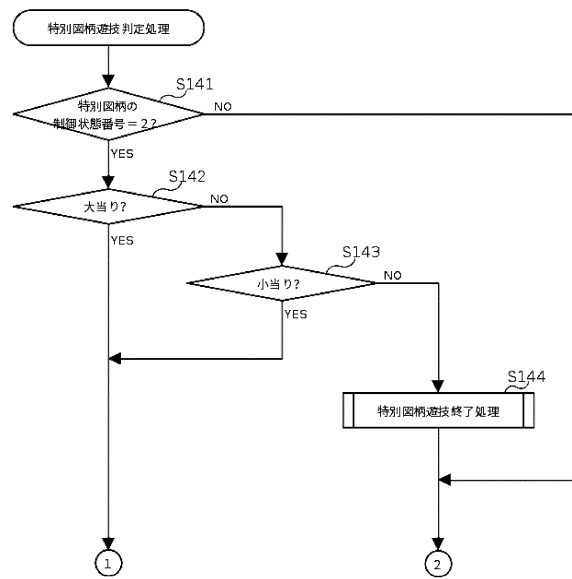 特別図柄遊技判定処理
S141
特別図柄の
制御状態番号=2?
NO
YES
S142
大当り?
NO
YES
S143
小当り?
NO
YES
S144
特別図柄遊技終了処理
1
2